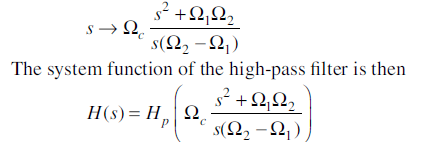 s → Ω_c (s² + Ω₁Ω₂) / (s(Ω₂ − Ω₁))
The system function of the high-pass filter is then
H(s) = H_p ( Ω_c (s² + Ω₁Ω₂) / (s(Ω₂ − Ω₁)) )